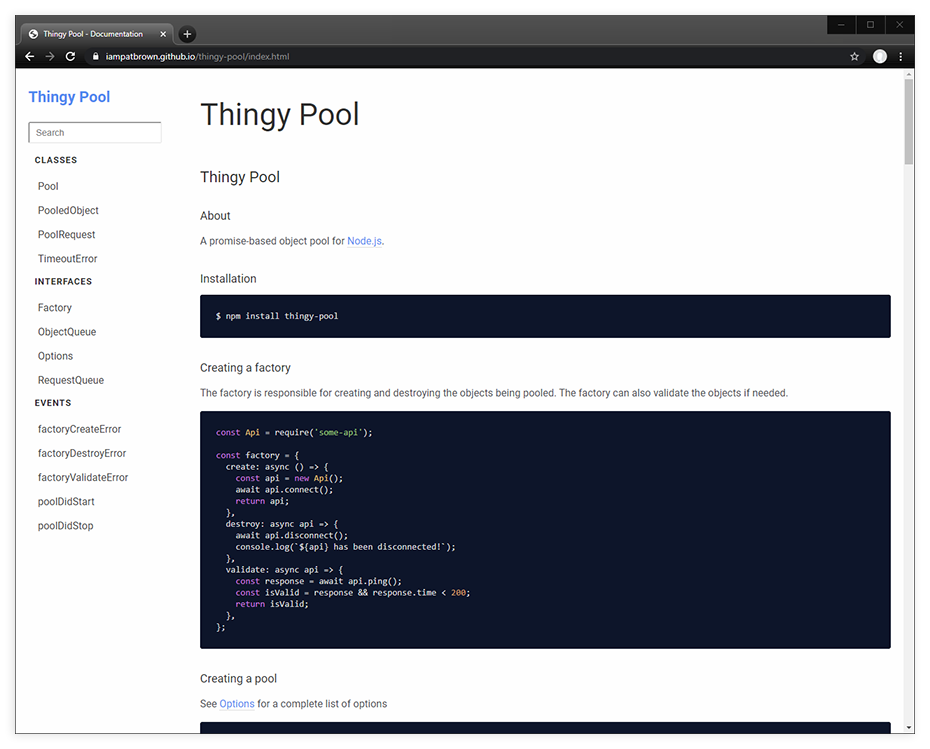 Thingy Pool - Documentation
iampatbrown.github.io/thingy-pool/index.html
Thingy Pool
Search
CLASSES
Pool
PooledObject
PoolRequest
TimeoutError
INTERFACES
Factory
ObjectQueue
Options
RequestQueue
EVENTS
factoryCreateError
factoryDestroyError
factoryValidateError
poolDidStart
poolDidStop
Thingy Pool
Thingy Pool
About
A promise-based object pool for Node.js.
Installation
$ npm install thingy-pool
Creating a factory
The factory is responsible for creating and destroying the objects being pooled. The factory can also validate the objects if needed.
const Api = require('some-api');
const factory = {
  create: async () => {
    const api = new Api();
    await api.connect();
    return api;
  },
  destroy: async api => {
    await api.disconnect();
    console.log(`${api} has been disconnected!`);
  },
  validate: async api => {
    const response = await api.ping();
    const isValid = response && response.time < 200;
    return isValid;
  },
};
Creating a pool
See Options for a complete list of options